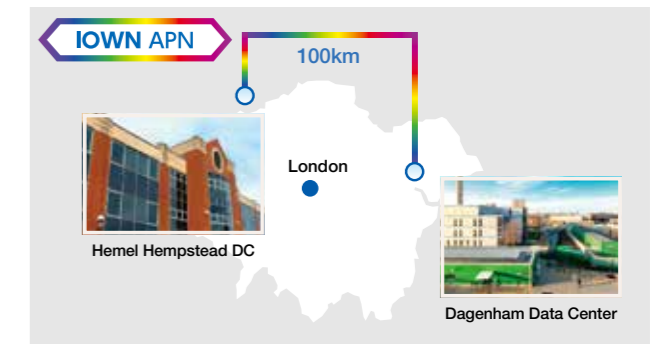 IOWN APN
100km
London
Hemel Hempstead DC
Dagenham Data Center